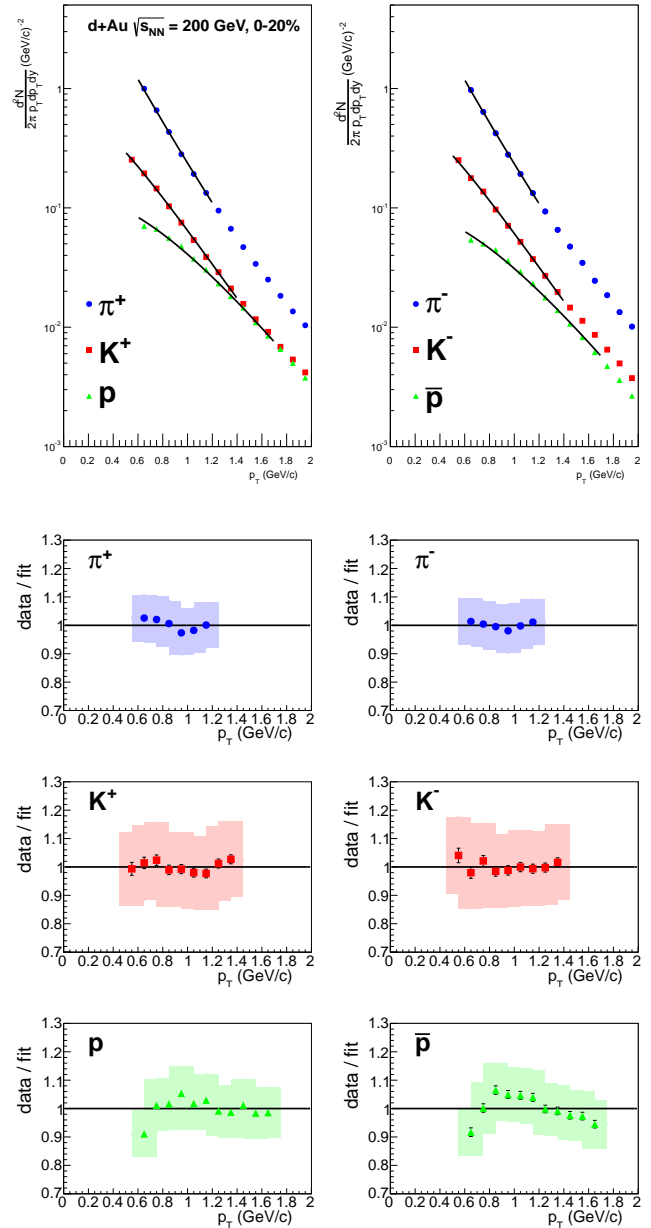 d+Au √s_NN = 200 GeV, 0-20%
d²N
2π p_T dp_T dy
(GeV/c)⁻²
1
10⁻¹
10⁻²
10⁻³
π⁺
K⁺
p
0 0.2 0.4 0.6 0.8 1 1.2 1.4 1.6 1.8 2
p_T (GeV/c)
d²N
2π p_T dp_T dy
(GeV/c)⁻²
1
10⁻¹
10⁻²
10⁻³
π⁻
K⁻
p̅
0 0.2 0.4 0.6 0.8 1 1.2 1.4 1.6 1.8 2
p_T (GeV/c)
data / fit
1.3
1.2
1.1
1
0.9
0.8
0.7
π⁺
0 0.2 0.4 0.6 0.8 1 1.2 1.4 1.6 1.8 2
p_T (GeV/c)
data / fit
1.3
1.2
1.1
1
0.9
0.8
0.7
π⁻
0 0.2 0.4 0.6 0.8 1 1.2 1.4 1.6 1.8 2
p_T (GeV/c)
data / fit
1.3
1.2
1.1
1
0.9
0.8
0.7
K⁺
0 0.2 0.4 0.6 0.8 1 1.2 1.4 1.6 1.8 2
p_T (GeV/c)
data / fit
1.3
1.2
1.1
1
0.9
0.8
0.7
K⁻
0 0.2 0.4 0.6 0.8 1 1.2 1.4 1.6 1.8 2
p_T (GeV/c)
data / fit
1.3
1.2
1.1
1
0.9
0.8
0.7
p
0 0.2 0.4 0.6 0.8 1 1.2 1.4 1.6 1.8 2
p_T (GeV/c)
data / fit
1.3
1.2
1.1
1
0.9
0.8
0.7
p̅
0 0.2 0.4 0.6 0.8 1 1.2 1.4 1.6 1.8 2
p_T (GeV/c)